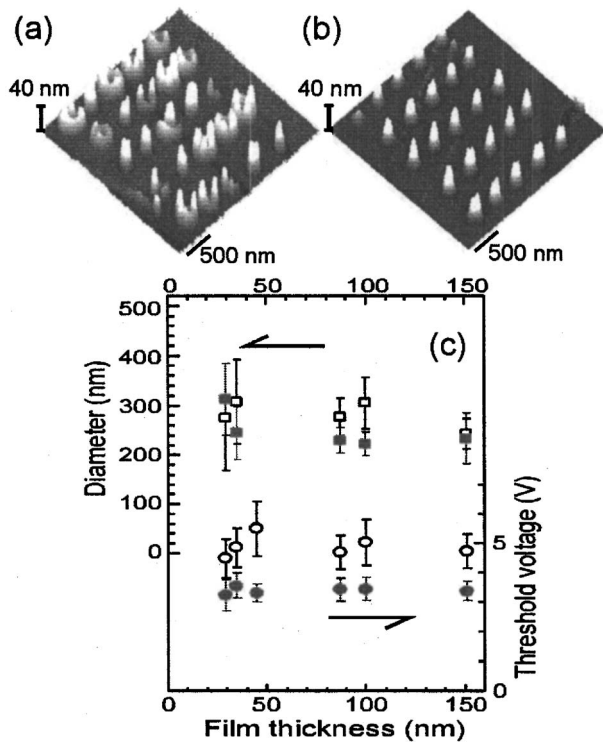 (a)
(b)
40 nm
40 nm
500 nm
500 nm
0 50 100 150
(c)
500
400
300
200
100
0
Diameter (nm)
5
0
Threshold voltage (V)
0 50 100 150
Film thickness (nm)